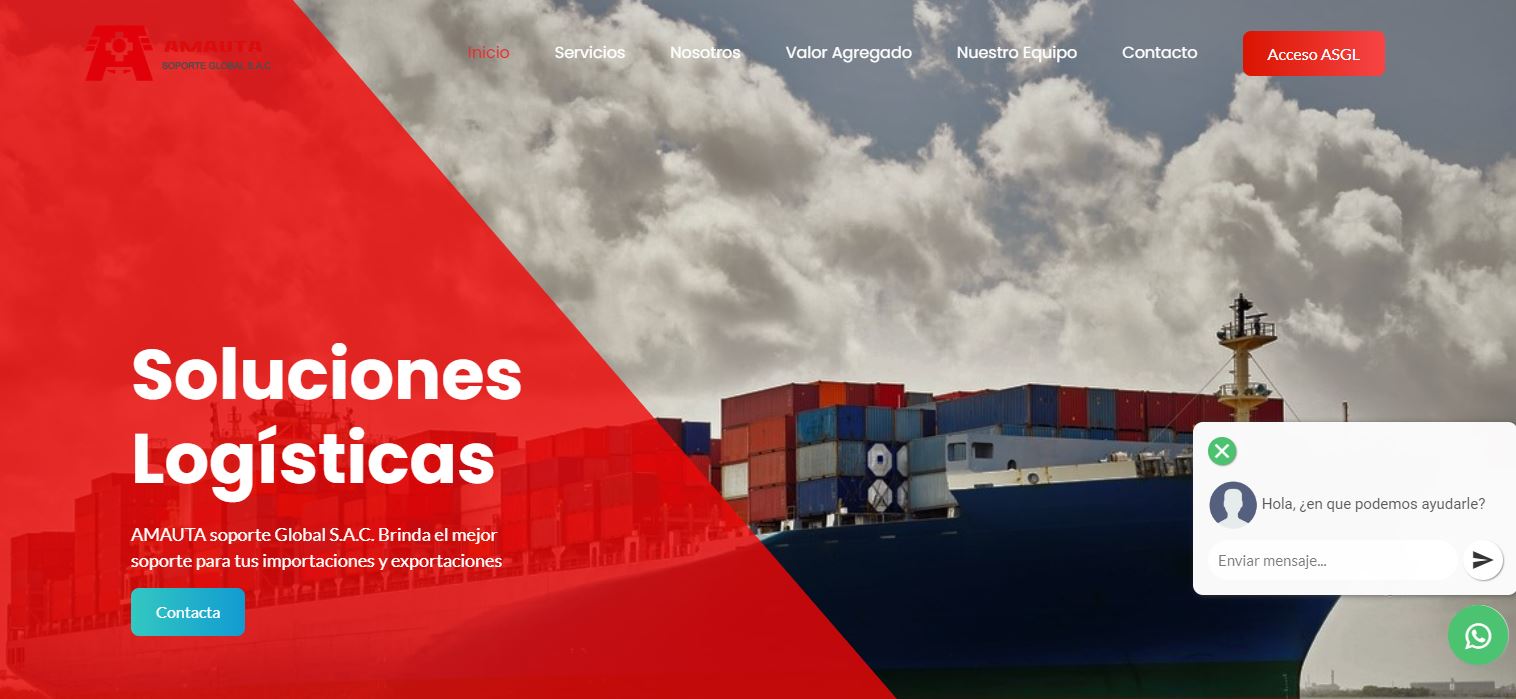 AMAUTA
SOPORTE GLOBAL S.A.C
Inicio
Servicios
Nosotros
Valor Agregado
Nuestro Equipo
Contacto
Acceso ASGL
Soluciones
Logísticas
AMAUTA soporte Global S.A.C. Brinda el mejor
soporte para tus importaciones y exportaciones
Contacta
Hola, ¿en que podemos ayudarle?
Enviar mensaje...